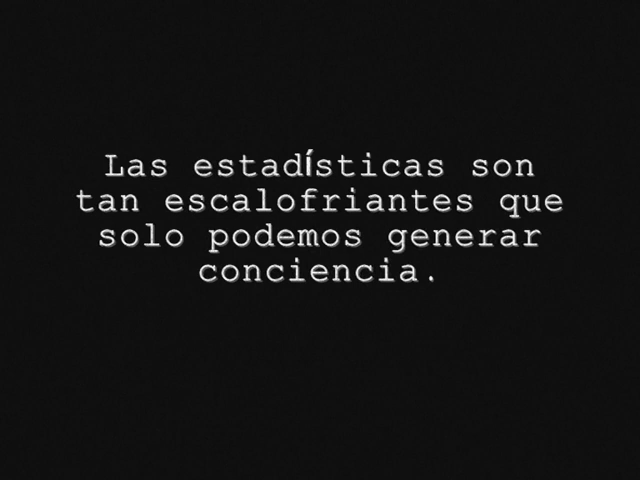 Las estadísticas son
tan escalofriantes que
solo podemos generar
conciencia.